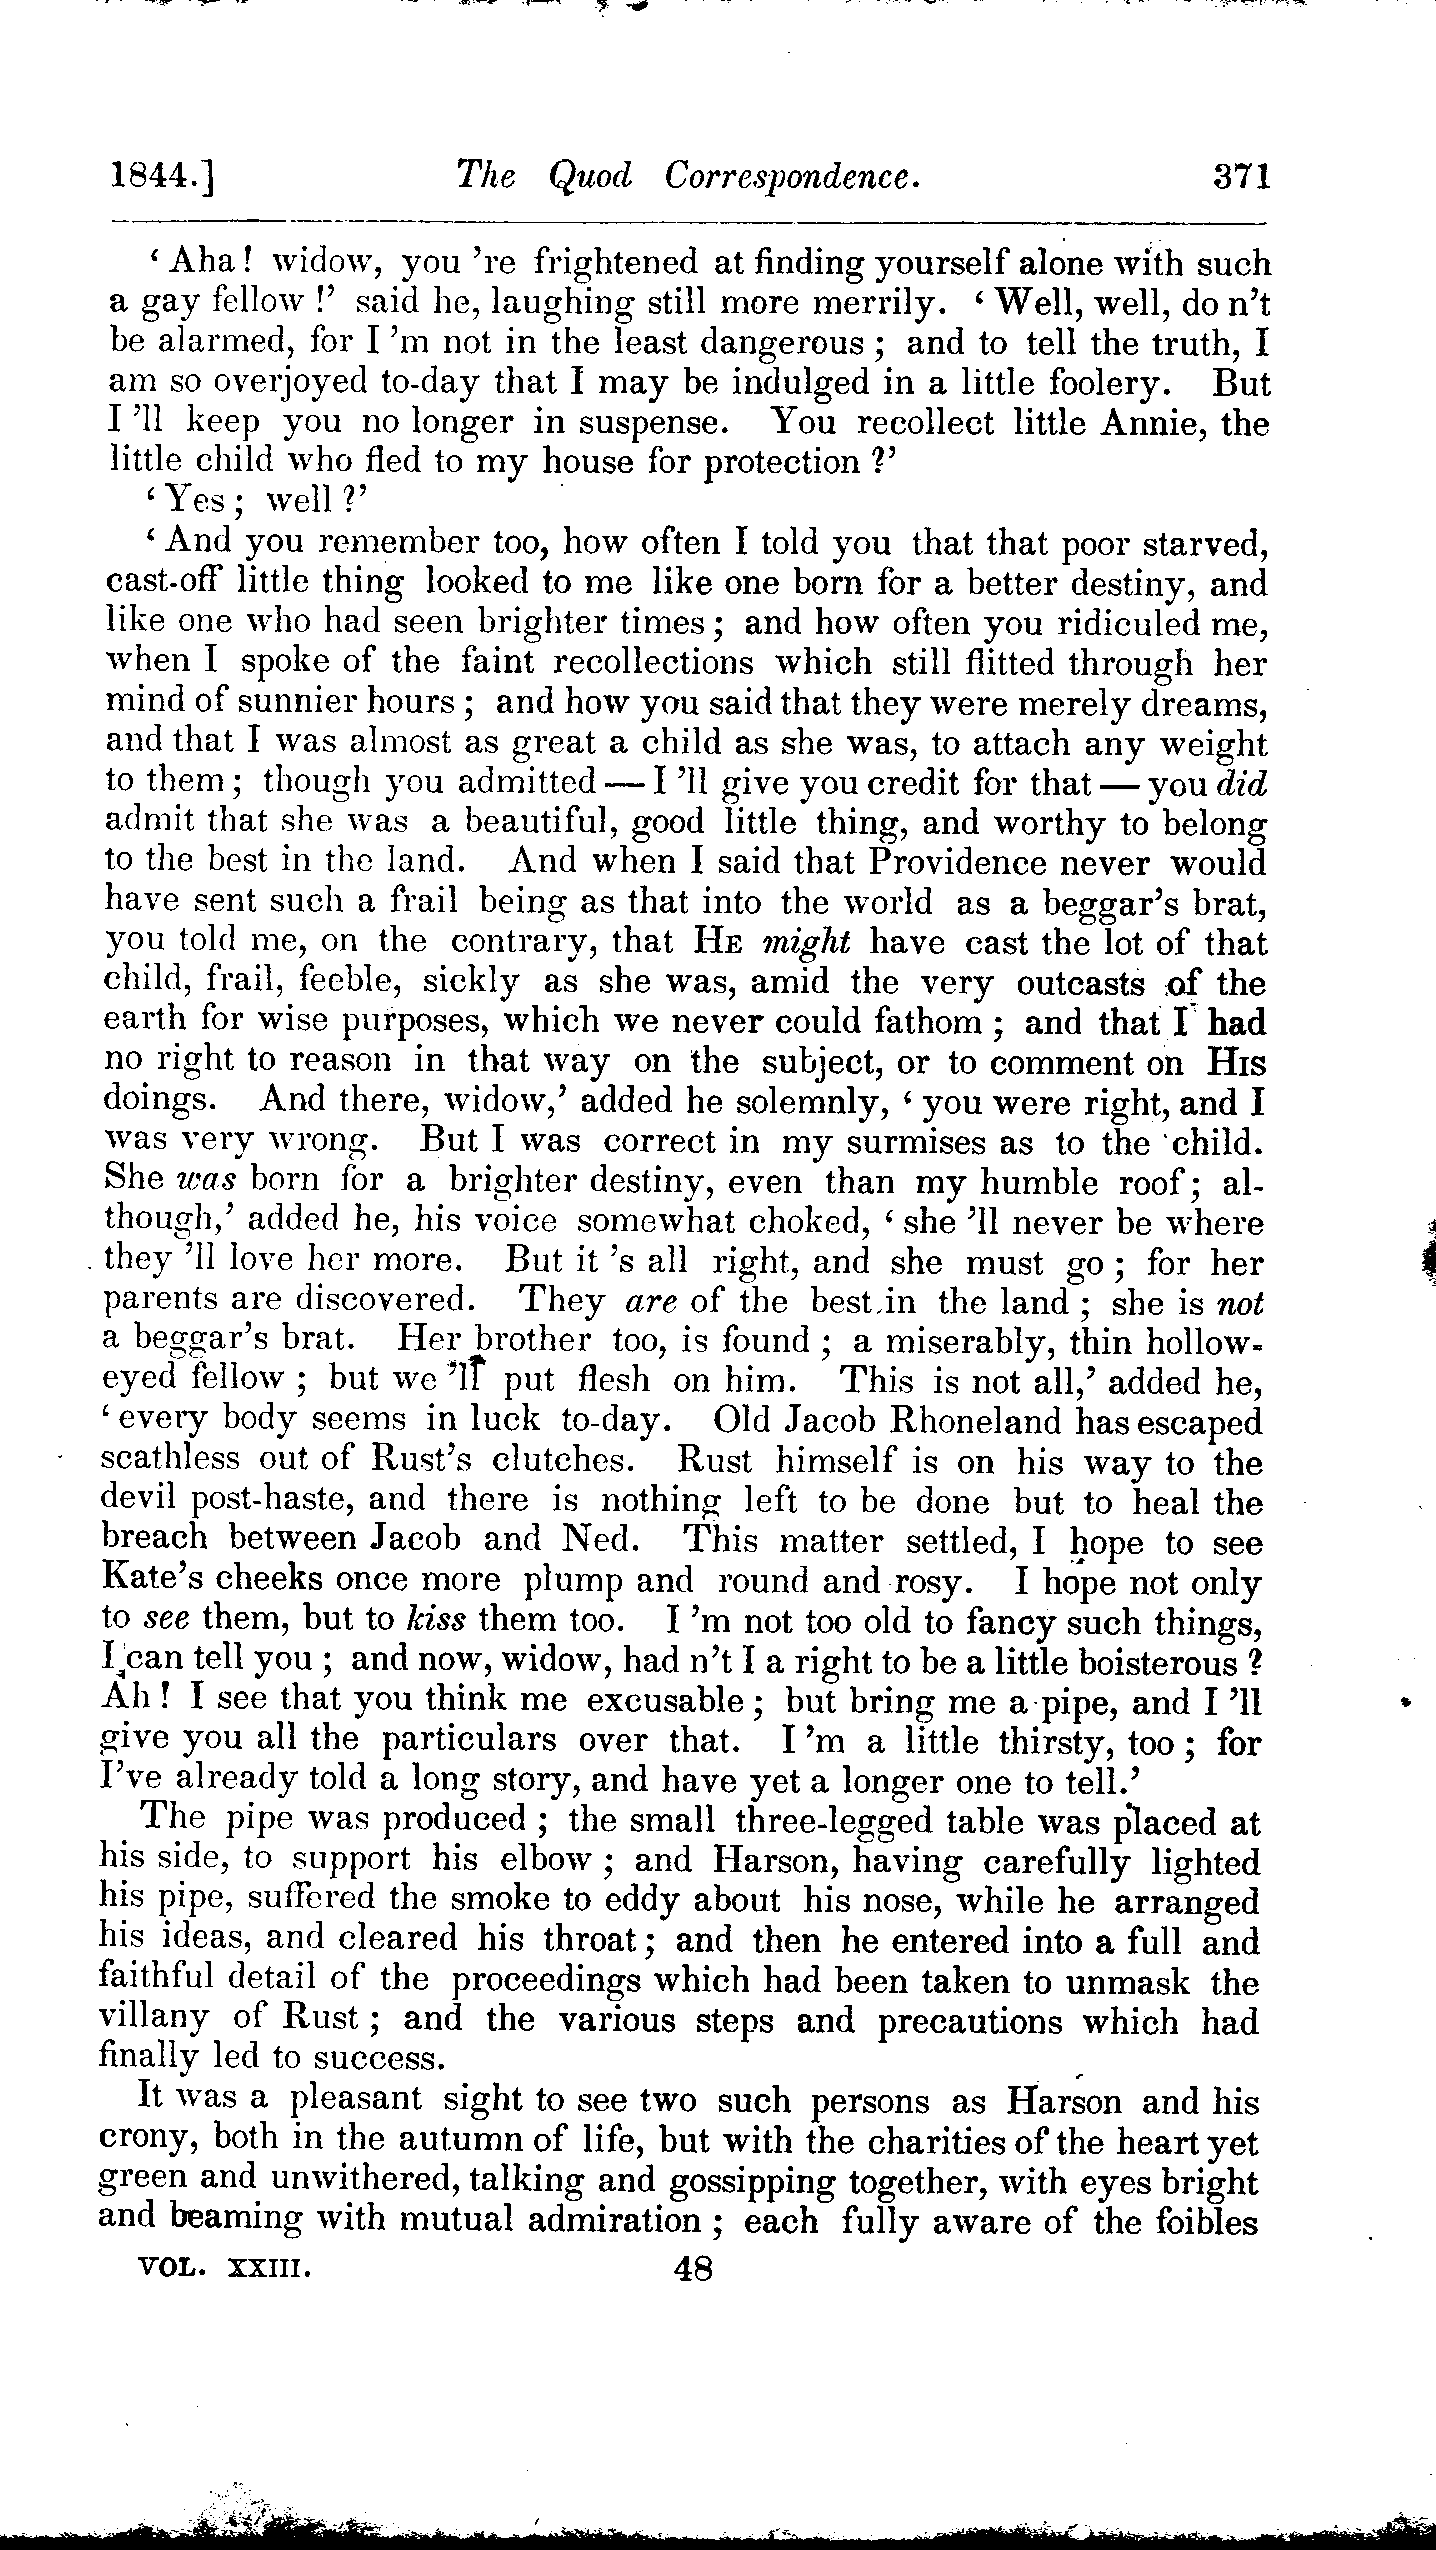 1844.] The Quod Correspondence. 371
‘ Aha! widow, you ’re frightened at finding yourself alone with such
a gay fellow !’ said he, laughing still more merrily. ‘ Well, well, do n’t
be alarmed, for I ’m not in the least dangerous ; and to tell the truth, I
am so overjoyed to-day that I may be indulged in a little foolery. But
I ’ll keep you no longer in suspense. You recollect little Annie, the
little child who fled to my house for protection ?’
‘ Yes ; well ?’
‘ And you remember too, how often I told you that that poor starved,
cast-off little thing looked to me like one born for a better destiny, and
like one who had seen brighter times ; and how often you ridiculed me,
when I spoke of the faint recollections which still flitted through her
mind of sunnier hours ; and how you said that they were merely dreams,
and that I was almost as great a child as she was, to attach any weight
to them ; though you admitted — I ’ll give you credit for that — you did
admit that she was a beautiful, good little thing, and worthy to belong
to the best in the land. And when I said that Providence never would
have sent such a frail being as that into the world as a beggar’s brat,
you told me, on the contrary, that HE might have cast the lot of that
child, frail, feeble, sickly as she was, amid the very outcasts of the
earth for wise purposes, which we never could fathom ; and that I had
no right to reason in that way on the subject, or to comment on HIS
doings. And there, widow,’ added he solemnly, ‘ you were right, and I
was very wrong. But I was correct in my surmises as to the child.
She was born for a brighter destiny, even than my humble roof ; al-
though,’ added he, his voice somewhat choked, ‘ she ’ll never be where
they ’ll love her more. But it ’s all right, and she must go ; for her
parents are discovered. They are of the best in the land ; she is not
a beggar’s brat. Her brother too, is found ; a miserably, thin hollow-
eyed fellow ; but we ’ll put flesh on him. This is not all,’ added he,
‘ every body seems in luck to-day. Old Jacob Rhoneland has escaped
scathless out of Rust’s clutches. Rust himself is on his way to the
devil post-haste, and there is nothing left to be done but to heal the
breach between Jacob and Ned. This matter settled, I hope to see
Kate’s cheeks once more plump and round and rosy. I hope not only
to see them, but to kiss them too. I ’m not too old to fancy such things,
I can tell you ; and now, widow, had n’t I a right to be a little boisterous ?
Ah ! I see that you think me excusable ; but bring me a pipe, and I ’ll
give you all the particulars over that. I ’m a little thirsty, too ; for
I’ve already told a long story, and have yet a longer one to tell.’
The pipe was produced ; the small three-legged table was placed at
his side, to support his elbow ; and Harson, having carefully lighted
his pipe, suffered the smoke to eddy about his nose, while he arranged
his ideas, and cleared his throat ; and then he entered into a full and
faithful detail of the proceedings which had been taken to unmask the
villany of Rust ; and the various steps and precautions which had
finally led to success.
It was a pleasant sight to see two such persons as Harson and his
crony, both in the autumn of life, but with the charities of the heart yet
green and unwithered, talking and gossipping together, with eyes bright
and beaming with mutual admiration ; each fully aware of the foibles
VOL. XXIII. 48